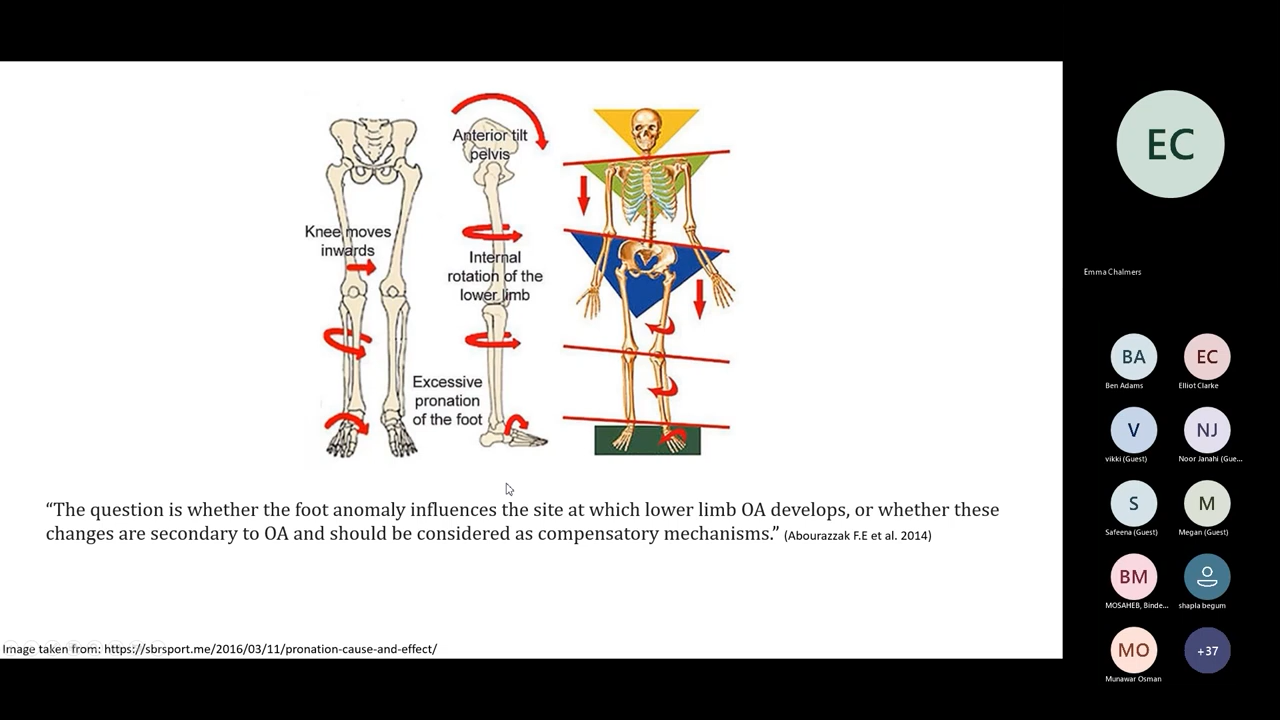 Anterior tilt
pelvis
Knee moves
inwards
Internal
rotation of the
lower limb
Excessive
pronation
of the foot
“The question is whether the foot anomaly influences the site at which lower limb OA develops, or whether these
changes are secondary to OA and should be considered as compensatory mechanisms.” (Abourazzak F.E et al. 2014)
Image taken from: https://sbrsport.me/2016/03/11/pronation-cause-and-effect/
EC
Emma Chalmers
BA
EC
Ben Adams
Elliot Clarke
V
NJ
vikki (Guest)
Noor Janahi (Gue...
S
M
Safeena (Guest)
Megan (Guest)
BM
MOSAHEB, Binde...
shapla begum
MO
+37
Munawar Osman